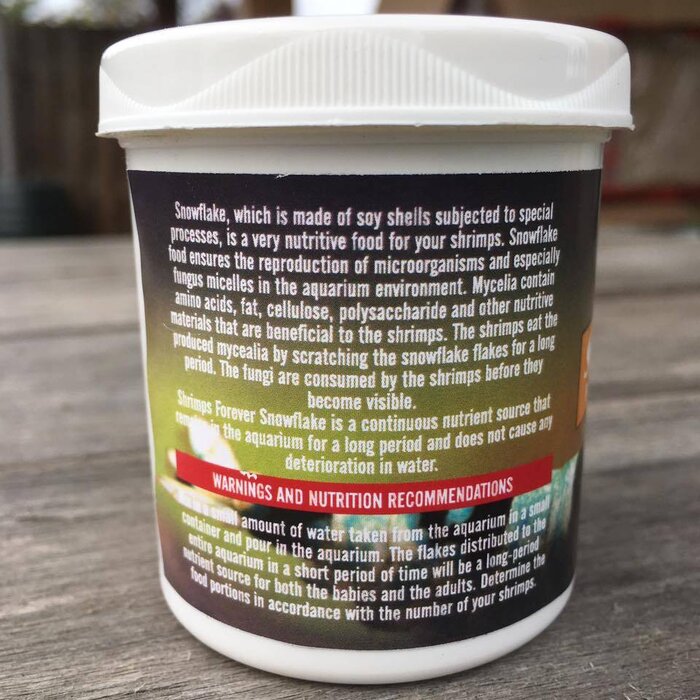 Snowflake, which is made of soy shells subjected to special
processes, is a very nutritive food for your shrimps. Snowflake
food ensures the reproduction of microorganisms and especially
fungus micelles in the aquarium environment. Mycelia contain
amino acids, fat, cellulose, polysaccharide and other nutritive
materials that are beneficial to the shrimps. The shrimps eat the
produced mycealia by scratching the snowflake flakes for a long
period. The fungi are consumed by the shrimps before they
become visible.
Shrimps Forever Snowflake is a continuous nutrient source that
in the aquarium for a long period and does not cause any
deterioration in water.
WARNINGS AND NUTRITION RECOMMENDATIONS
a small amount of water taken from the aquarium in a small
container and pour in the aquarium. The flakes distributed to the
entire aquarium in a short period of time will be a long-period
nutrient source for both the babies and the adults. Determine the
food portions in accordance with the number of your shrimps.